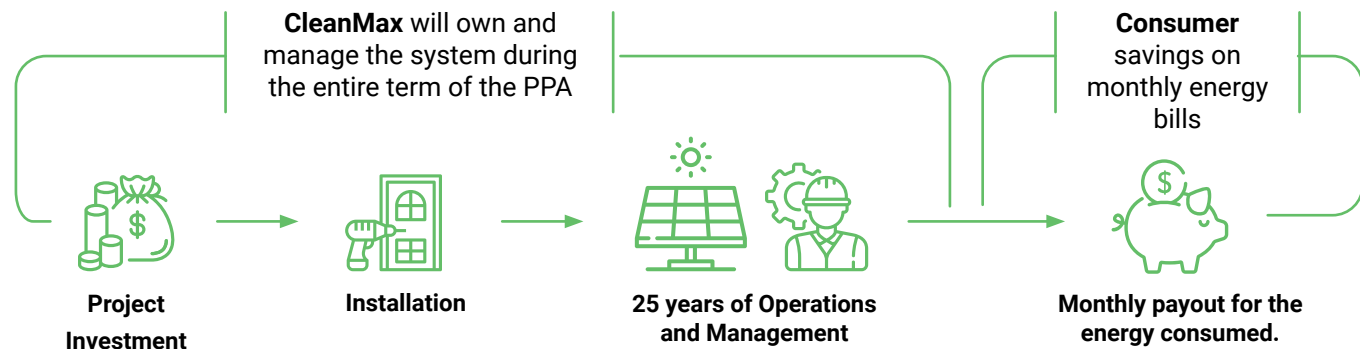 CleanMax will own and
manage the system during
the entire term of the PPA
Consumer
savings on
monthly energy
bills
$
$
Project
Investment
Installation
25 years of Operations
and Management
Monthly payout for the
energy consumed.